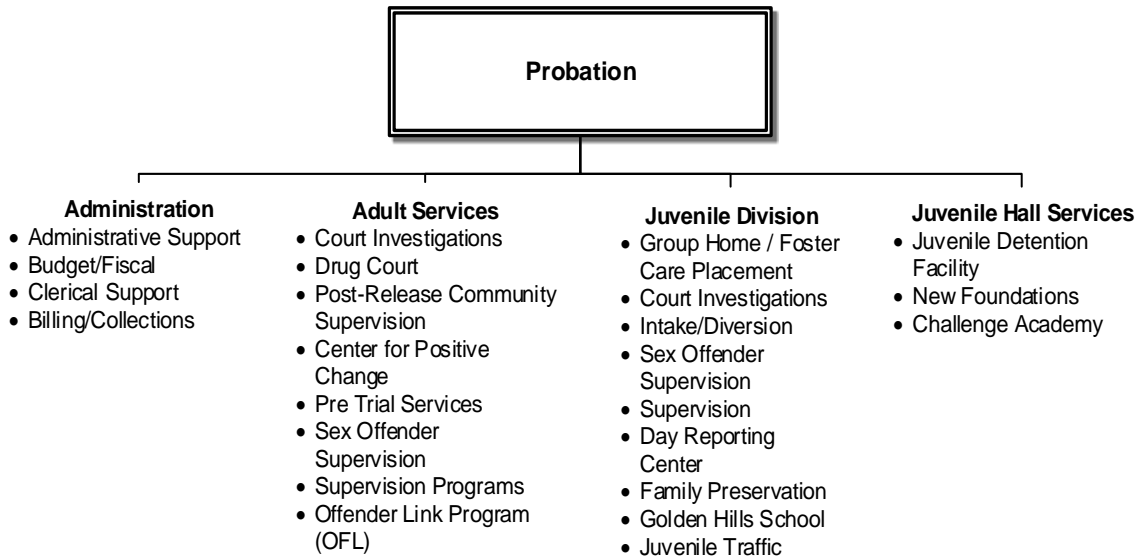 Probation
Administration
• Administrative Support
• Budget/Fiscal
• Clerical Support
• Billing/Collections
Adult Services
• Court Investigations
• Drug Court
• Post-Release Community
Supervision
• Center for Positive
Change
• Pre Trial Services
• Sex Offender
Supervision
• Supervision Programs
• Offender Link Program
(OFL)
Juvenile Division
• Group Home / Foster
Care Placement
• Court Investigations
• Intake/Diversion
• Sex Offender
Supervision
• Supervision
• Day Reporting
Center
• Family Preservation
• Golden Hills School
• Juvenile Traffic
Juvenile Hall Services
• Juvenile Detention
Facility
• New Foundations
• Challenge Academy